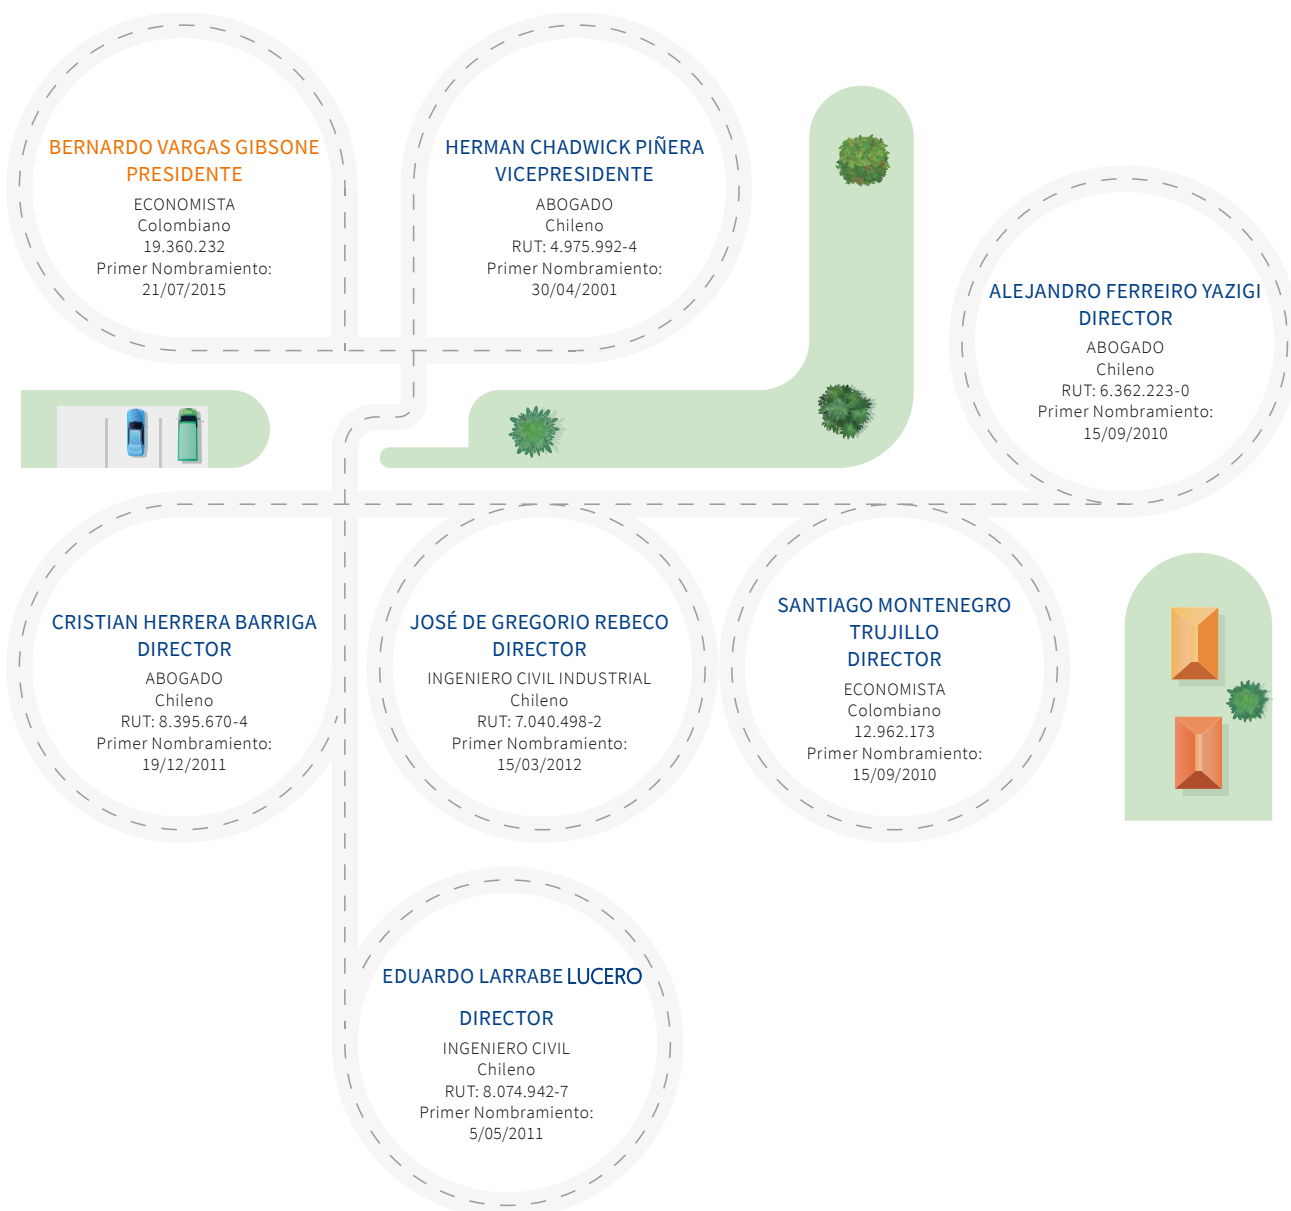 BERNARDO VARGAS GIBSONE
PRESIDENTE
ECONOMISTA
Colombiano
19.360.232
Primer Nombramiento:
21/07/2015
HERMAN CHADWICK PIÑERA
VICEPRESIDENTE
ABOGADO
Chileno
RUT: 4.975.992-4
Primer Nombramiento:
30/04/2001
ALEJANDRO FERREIRO YAZIGI
DIRECTOR
ABOGADO
Chileno
RUT: 6.362.223-0
Primer Nombramiento:
15/09/2010
CRISTIAN HERRERA BARRIGA
DIRECTOR
ABOGADO
Chileno
RUT: 8.395.670-4
Primer Nombramiento:
19/12/2011
JOSÉ DE GREGORIO REBECO
DIRECTOR
INGENIERO CIVIL INDUSTRIAL
Chileno
RUT: 7.040.498-2
Primer Nombramiento:
15/03/2012
SANTIAGO MONTENEGRO
TRUJILLO
DIRECTOR
ECONOMISTA
Colombiano
12.962.173
Primer Nombramiento:
15/09/2010
EDUARDO LARRABE LUCERO
DIRECTOR
INGENIERO CIVIL
Chileno
RUT: 8.074.942-7
Primer Nombramiento:
5/05/2011